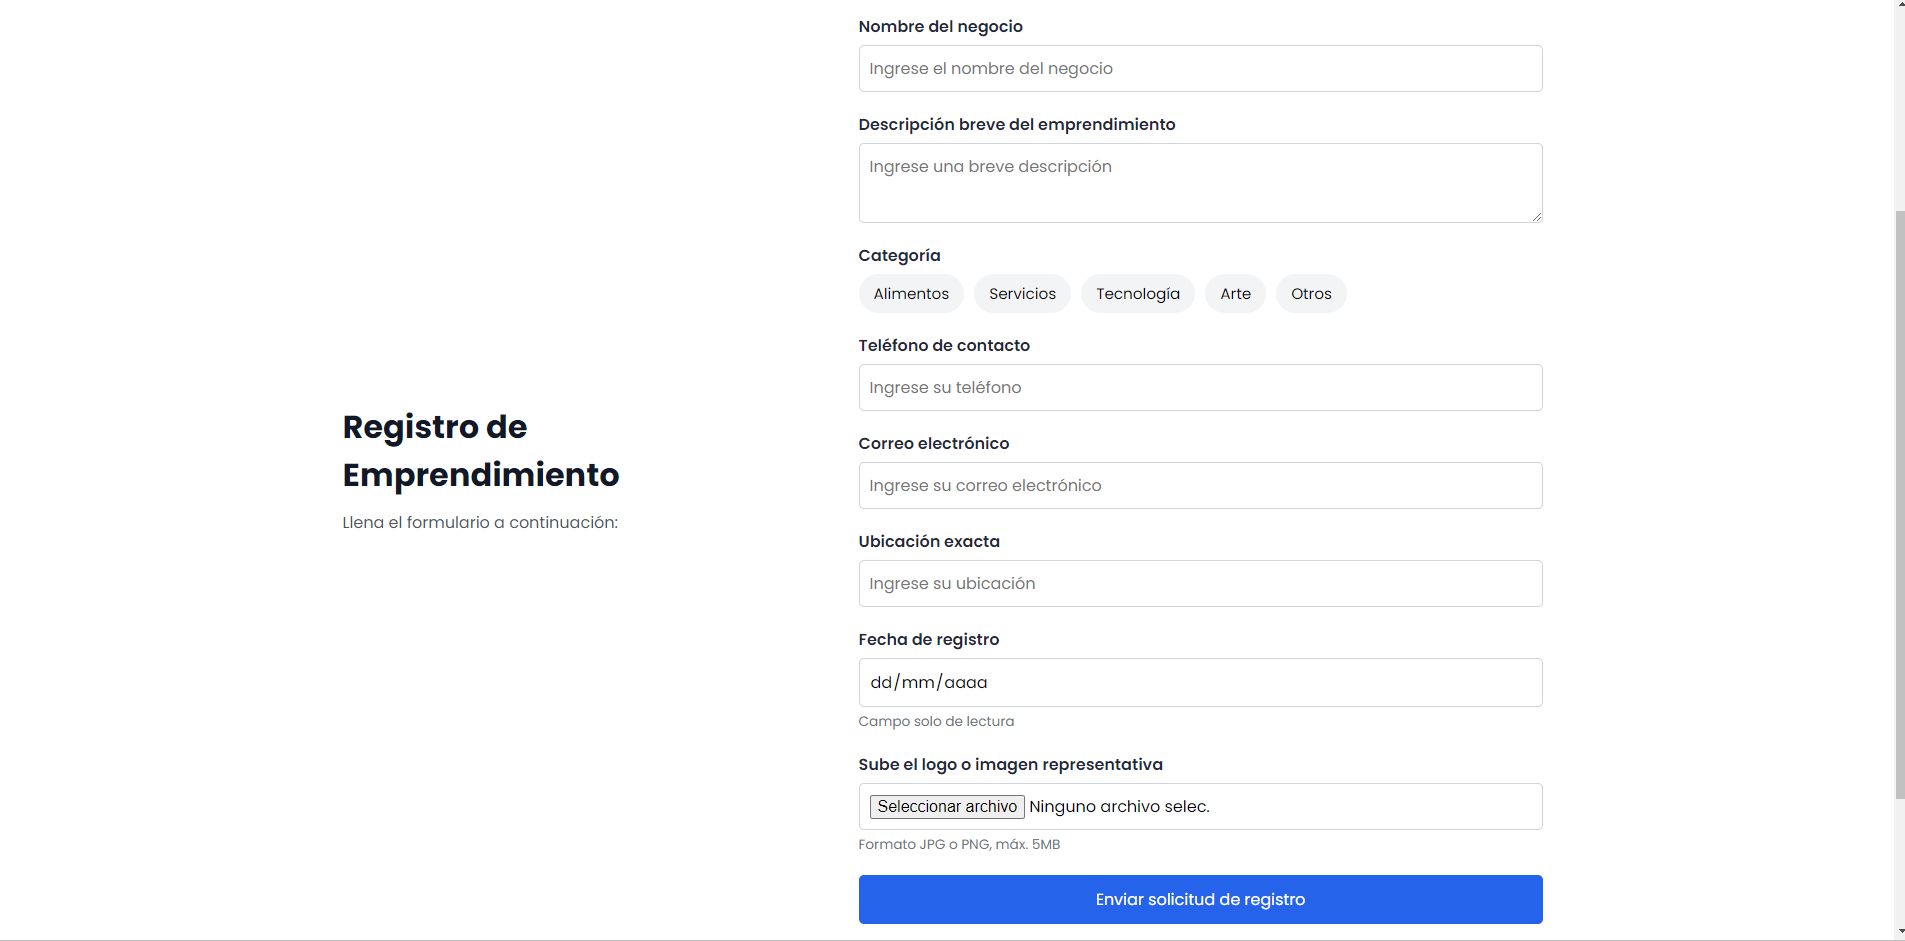 Registro de
Emprendimiento
Llena el formulario a continuación:
Nombre del negocio
Ingrese el nombre del negocio
Descripción breve del emprendimiento
Ingrese una breve descripción
Categoría
Alimentos Servicios Tecnología Arte Otros
Teléfono de contacto
Ingrese su teléfono
Correo electrónico
Ingrese su correo electrónico
Ubicación exacta
Ingrese su ubicación
Fecha de registro
dd/mm/aaaa
Campo solo de lectura
Sube el logo o imagen representativa
Seleccionar archivo Ninguno archivo selec.
Formato JPG o PNG, máx. 5MB
Enviar solicitud de registro